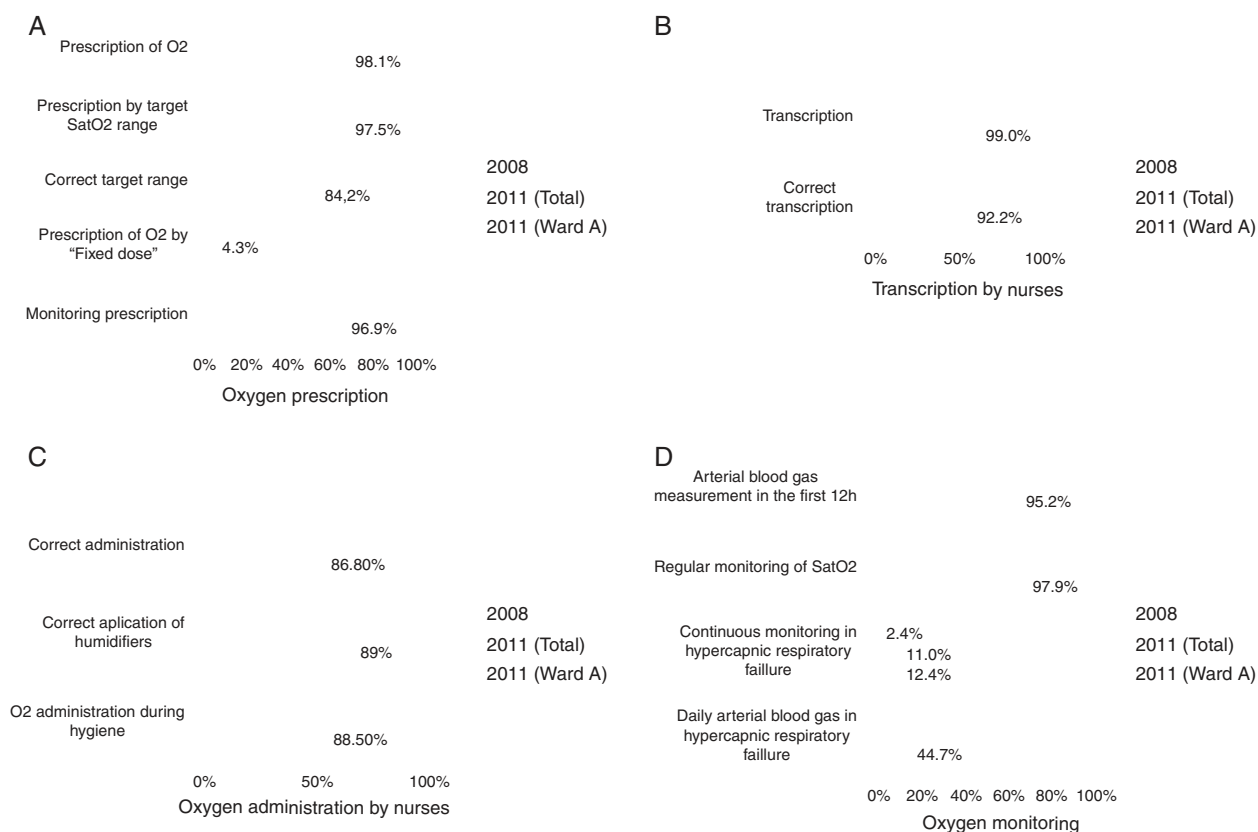 A
Prescription of O2
98.1%
Prescription by target
SatO2 range
97.5%
Correct target range
84,2%
Prescription of O2 by
“Fixed dose”
4.3%
Monitoring prescription
96.9%
0% 20% 40% 60% 80% 100%
Oxygen prescription
2008
2011 (Total)
2011 (Ward A)
B
Transcription
99.0%
Correct
transcription
92.2%
0% 50% 100%
Transcription by nurses
2008
2011 (Total)
2011 (Ward A)
C
Correct administration
86.80%
Correct aplication of
humidifiers
89%
O2 administration during
hygiene
88.50%
0% 50% 100%
Oxygen administration by nurses
2008
2011 (Total)
2011 (Ward A)
D
Arterial blood gas
measurement in the first 12h
95.2%
Regular monitoring of SatO2
97.9%
Continuous monitoring in
hypercapnic respiratory
faillure
2.4%
11.0%
12.4%
Daily arterial blood gas in
hypercapnic respiratory
faillure
44.7%
0% 20% 40% 60% 80% 100%
Oxygen monitoring
2008
2011 (Total)
2011 (Ward A)